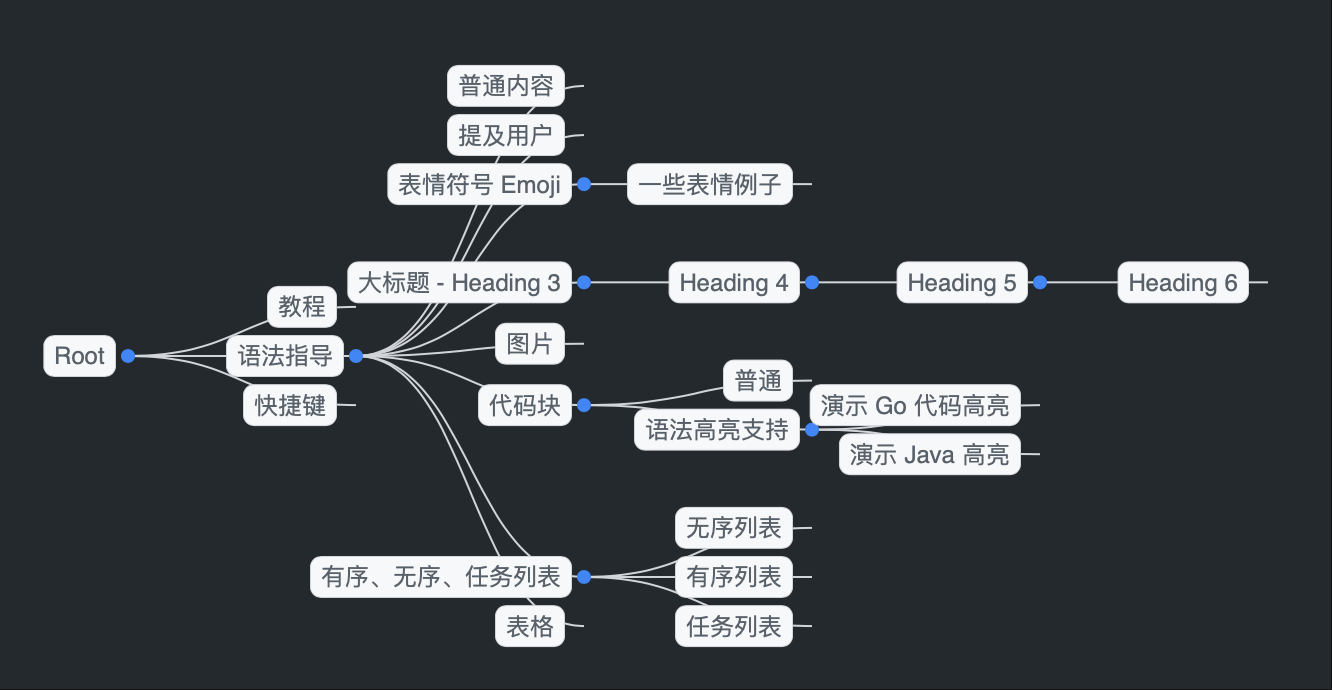 普通内容
提及用户
表情符号 Emoji
一些表情例子
大标题 - Heading 3
Heading 4
Heading 5
Heading 6
教程
Root
语法指导
快捷键
图片
代码块
普通
语法高亮支持
演示 Go 代码高亮
演示 Java 高亮
有序、无序、任务列表
无序列表
有序列表
任务列表
表格